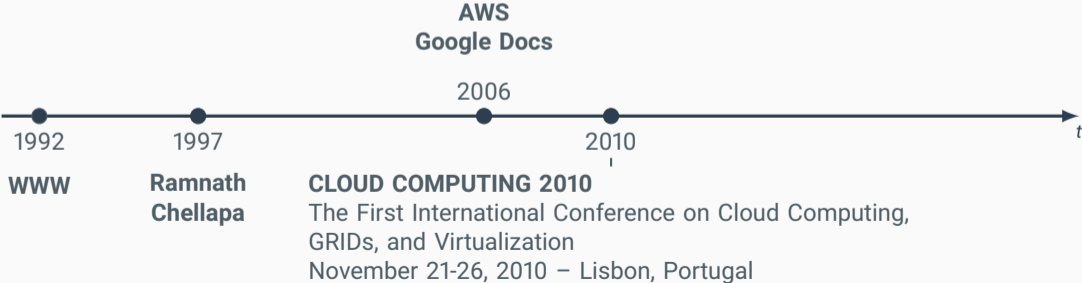 AWS
Google Docs
2006
1992
1997
2010
t
WWW
Ramnath
Chellapa
CLOUD COMPUTING 2010
The First International Conference on Cloud Computing,
GRIDs, and Virtualization
November 21-26, 2010 – Lisbon, Portugal